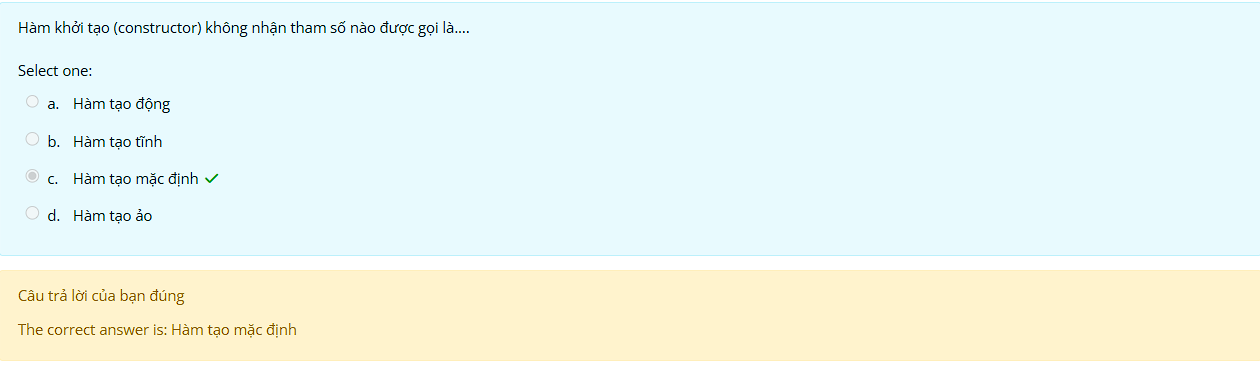 Hàm khởi tạo (constructor) không nhận tham số nào được gọi là....
Select one:
a. Hàm tạo động
b. Hàm tạo tĩnh
c. Hàm tạo mặc định
d. Hàm tạo ảo
Câu trả lời của bạn đúng
The correct answer is: Hàm tạo mặc định